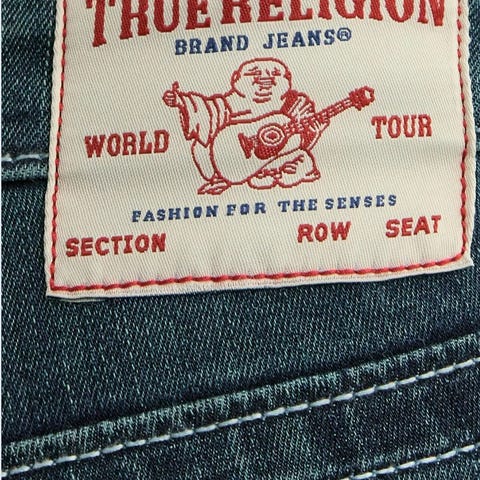 TRUE RELIGION
BRAND JEANS®
WORLD TOUR
FASHION FOR THE SENSES
SECTION ROW SEAT